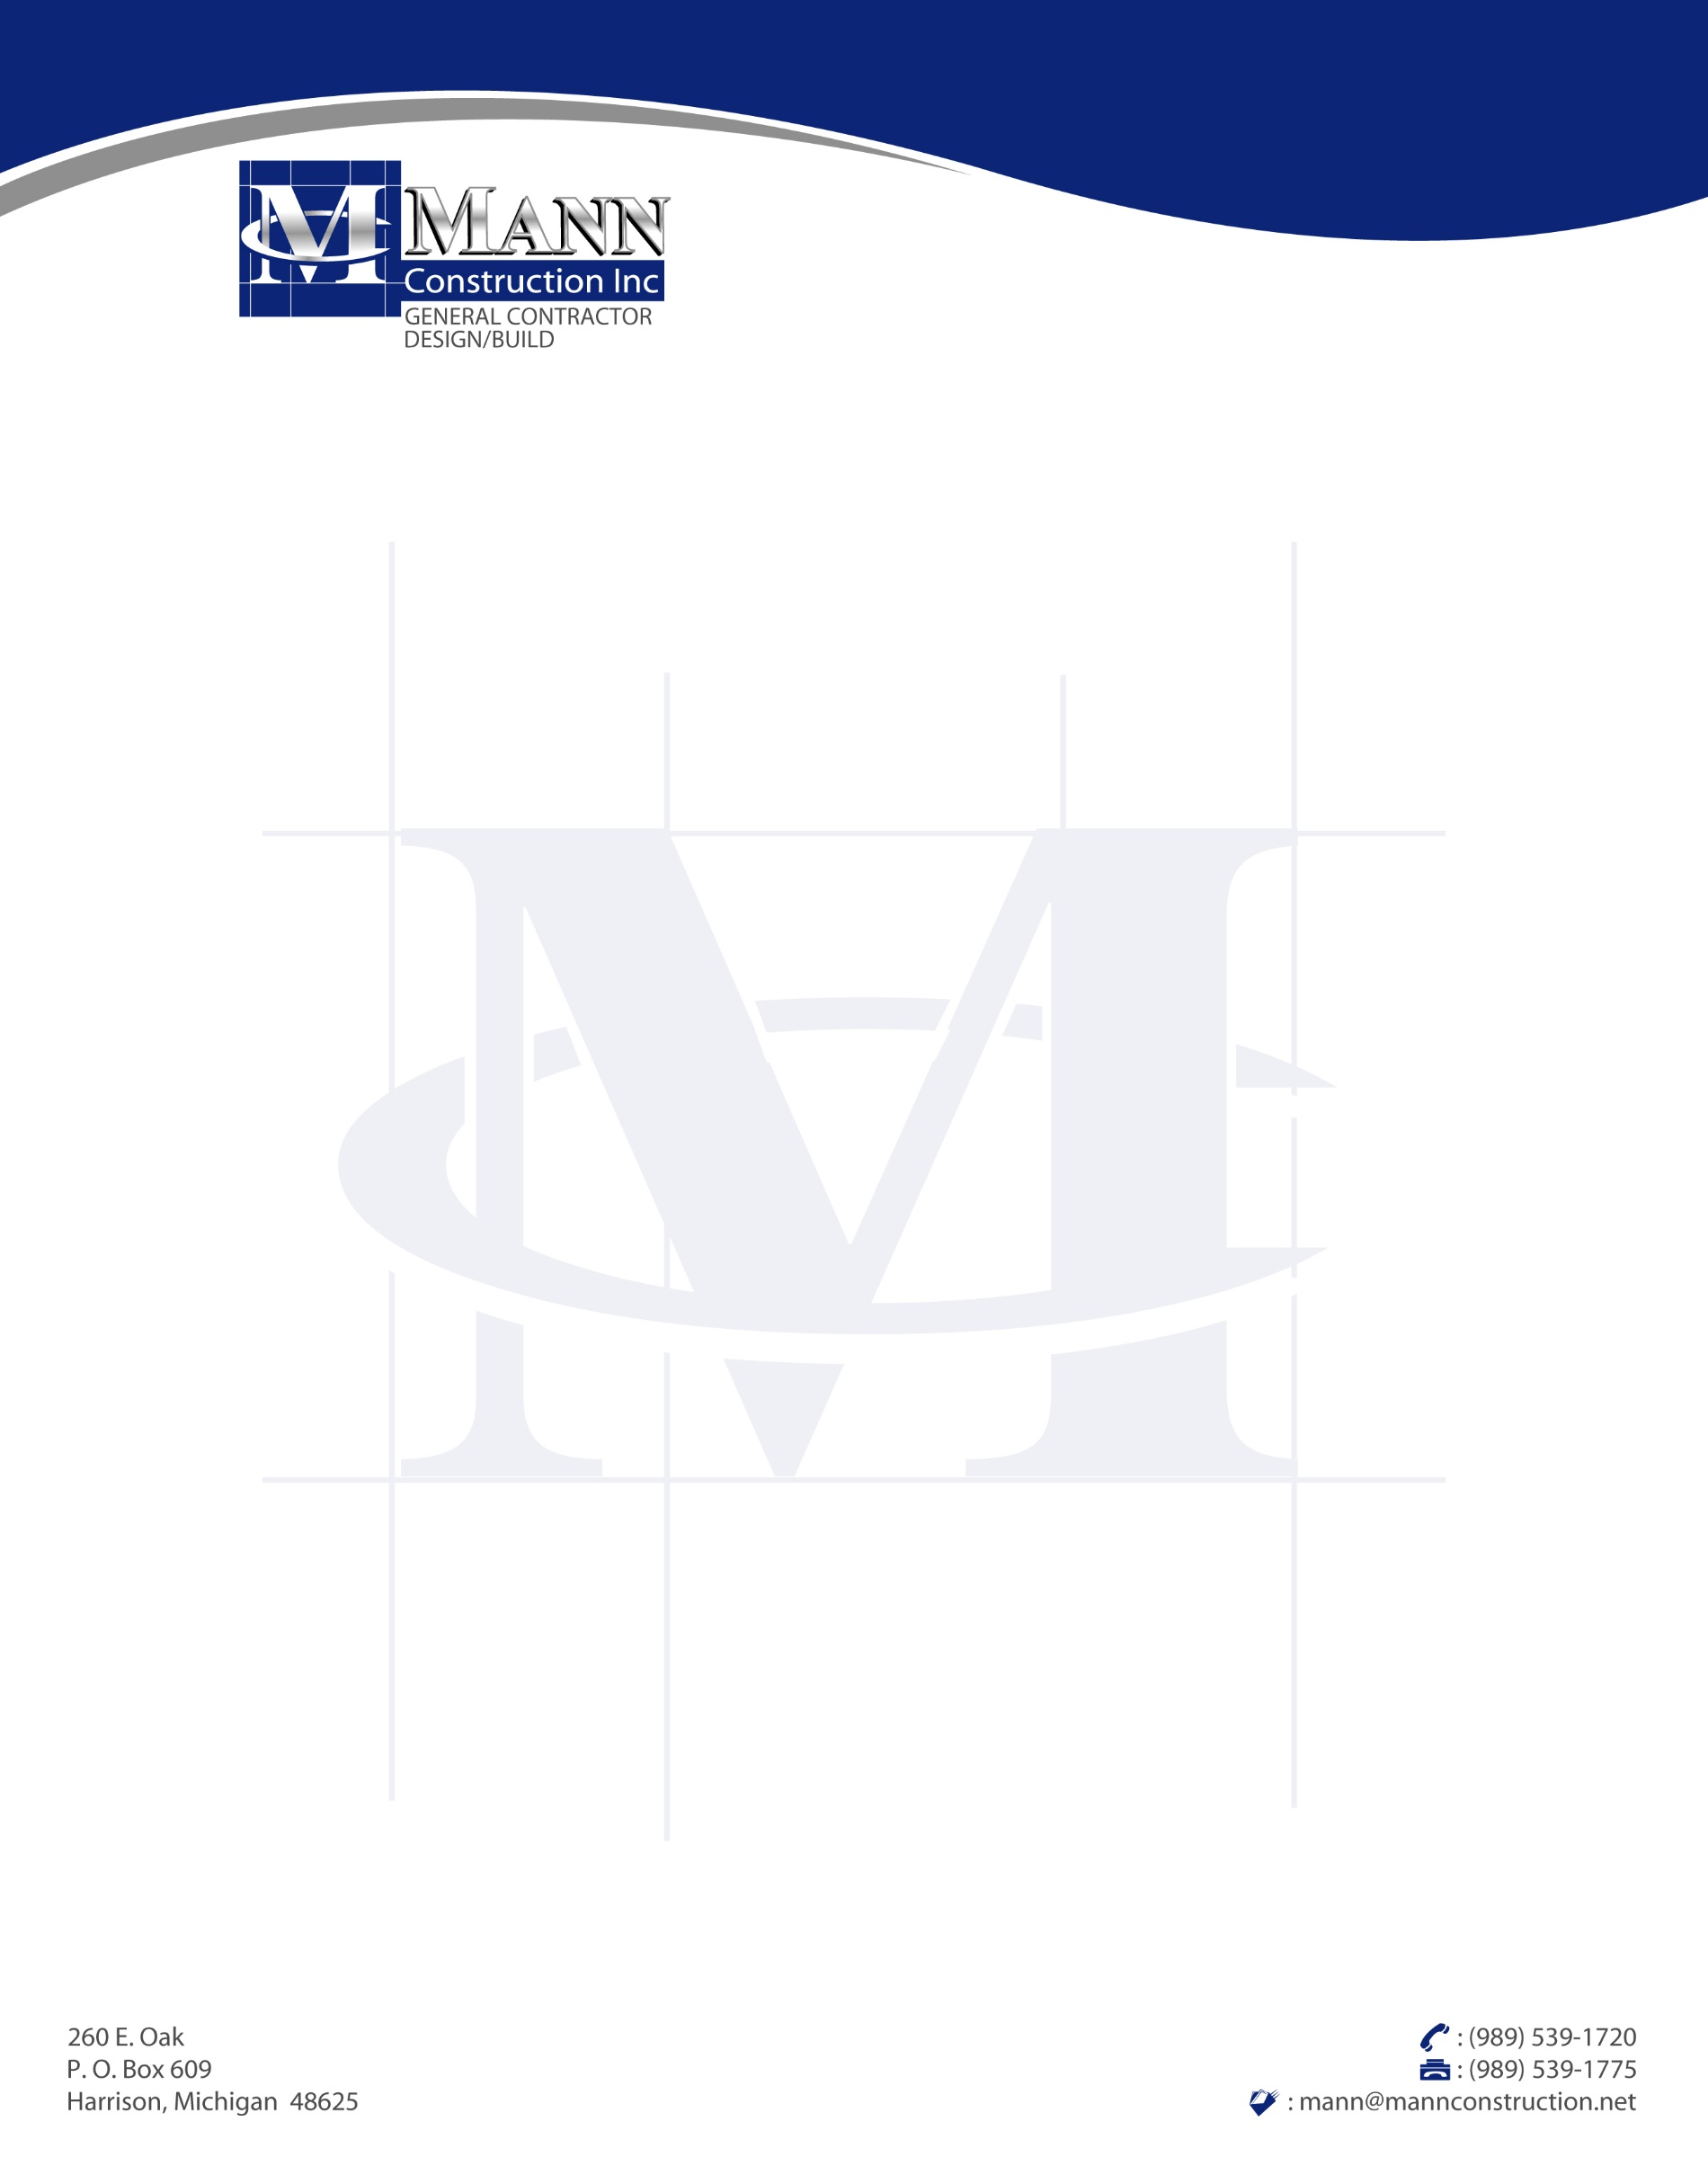 M MANN
Construction Inc
GENERAL CONTRACTOR
DESIGN/BUILD
M
260 E. Oak
P. O. Box 609
Harrison, Michigan 48625
: (989) 539-1720
: (989) 539-1775
: mann@mannconstruction.net